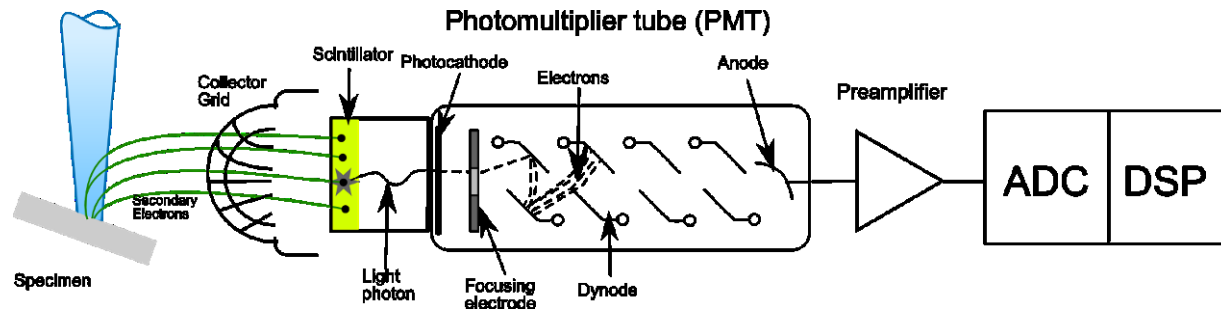 Photomultiplier tube (PMT)
Scintillator
Photocathode
Collector
Grid
Electrons
Anode
Preamplifier
ADC
DSP
Secondary
Electrons
Specimen
Light
photon
Focusing
electrode
Dynode